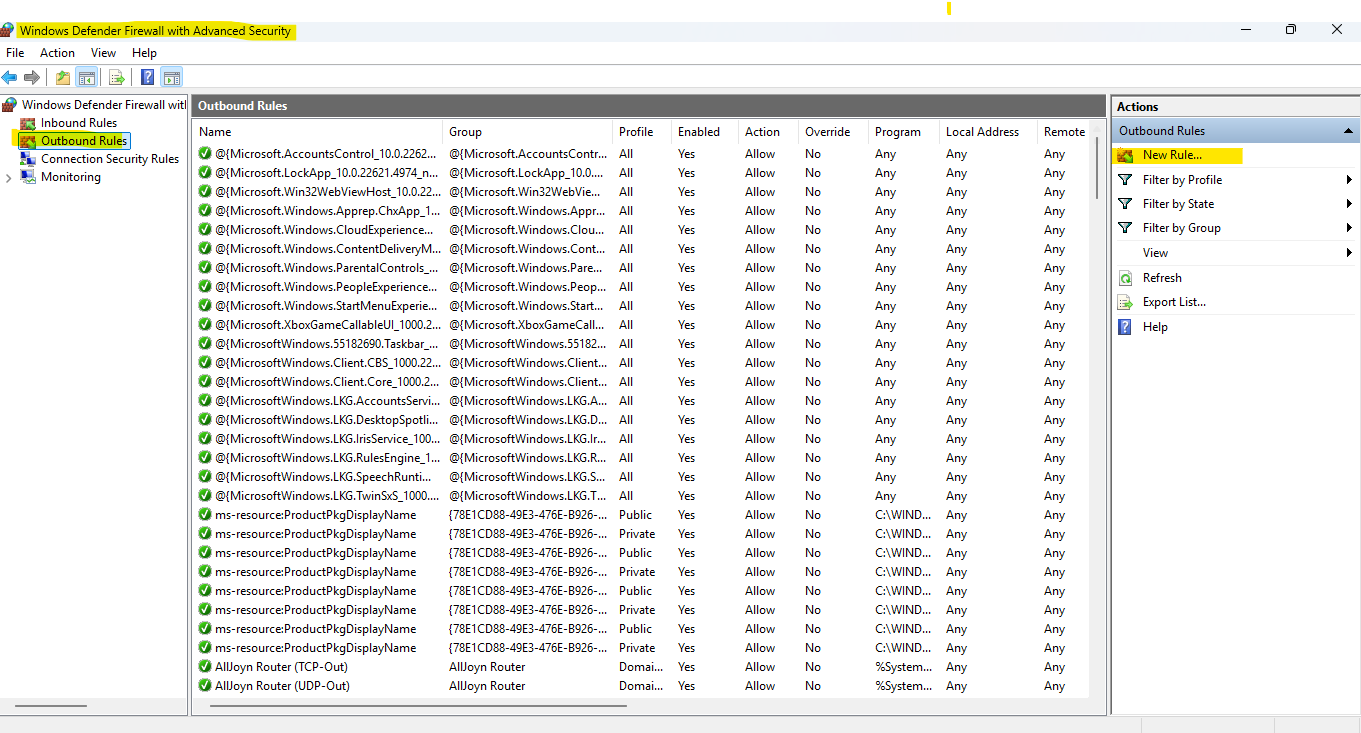 Windows Defender Firewall with Advanced Security
File Action View Help
Windows Defender Firewall witl
Inbound Rules
Outbound Rules
Connection Security Rules
Monitoring
Outbound Rules
Name Group Profile Enabled Action Override Program Local Address Remote
@{Microsoft.AccountsControl_10.0.2262... @{Microsoft.AccountsContr... All Yes Allow No Any Any Any
@{Microsoft.LockApp_10.0.22621.4974_n... @{Microsoft.LockApp_10.0.... All Yes Allow No Any Any Any
@{Microsoft.Win32WebViewHost_10.0.22... @{Microsoft.Win32WebVie... All Yes Allow No Any Any Any
@{Microsoft.Windows.Apprep.ChxApp_1... @{Microsoft.Windows.Appr... All Yes Allow No Any Any Any
@{Microsoft.Windows.CloudExperience... @{Microsoft.Windows.Clou... All Yes Allow No Any Any Any
@{Microsoft.Windows.ContentDeliveryM... @{Microsoft.Windows.Cont... All Yes Allow No Any Any Any
@{Microsoft.Windows.ParentalControls_... @{Microsoft.Windows.Pare... All Yes Allow No Any Any Any
@{Microsoft.Windows.PeopleExperience... @{Microsoft.Windows.Peop... All Yes Allow No Any Any Any
@{Microsoft.Windows.StartMenuExperie... @{Microsoft.Windows.Start... All Yes Allow No Any Any Any
@{Microsoft.XboxGameCallableUI_1000.2... @{Microsoft.XboxGameCall... All Yes Allow No Any Any Any
@{MicrosoftWindows.55182690.Taskbar_... @{MicrosoftWindows.55182... All Yes Allow No Any Any Any
@{MicrosoftWindows.Client.CBS_1000.22... @{MicrosoftWindows.Client... All Yes Allow No Any Any Any
@{MicrosoftWindows.Client.Core_1000.2... @{MicrosoftWindows.Client... All Yes Allow No Any Any Any
@{MicrosoftWindows.LKG.AccountsServi... @{MicrosoftWindows.LKG.A... All Yes Allow No Any Any Any
@{MicrosoftWindows.LKG.DesktopSpotli... @{MicrosoftWindows.LKG.D... All Yes Allow No Any Any Any
@{MicrosoftWindows.LKG.IrisService_100... @{MicrosoftWindows.LKG.Ir... All Yes Allow No Any Any Any
@{MicrosoftWindows.LKG.RulesEngine_1... @{MicrosoftWindows.LKG.R... All Yes Allow No Any Any Any
@{MicrosoftWindows.LKG.SpeechRunti... @{MicrosoftWindows.LKG.S... All Yes Allow No Any Any Any
@{MicrosoftWindows.LKG.TwinSxS_1000.... @{MicrosoftWindows.LKG.T... All Yes Allow No Any Any Any
ms-resource:ProductPkgDisplayName {78E1CD88-49E3-476E-B926-... Public Yes Allow No C:\WIND... Any Any
ms-resource:ProductPkgDisplayName {78E1CD88-49E3-476E-B926-... Private Yes Allow No C:\WIND... Any Any
ms-resource:ProductPkgDisplayName {78E1CD88-49E3-476E-B926-... Public Yes Allow No C:\WIND... Any Any
ms-resource:ProductPkgDisplayName {78E1CD88-49E3-476E-B926-... Private Yes Allow No C:\WIND... Any Any
ms-resource:ProductPkgDisplayName {78E1CD88-49E3-476E-B926-... Public Yes Allow No C:\WIND... Any Any
ms-resource:ProductPkgDisplayName {78E1CD88-49E3-476E-B926-... Private Yes Allow No C:\WIND... Any Any
ms-resource:ProductPkgDisplayName {78E1CD88-49E3-476E-B926-... Public Yes Allow No C:\WIND... Any Any
ms-resource:ProductPkgDisplayName {78E1CD88-49E3-476E-B926-... Private Yes Allow No C:\WIND... Any Any
AllJoyn Router (TCP-Out) AllJoyn Router Domai... Yes Allow No %System... Any Any
AllJoyn Router (UDP-Out) AllJoyn Router Domai... Yes Allow No %System... Any Any
Actions
Outbound Rules
New Rule...
Filter by Profile
Filter by State
Filter by Group
View
Refresh
Export List...
Help